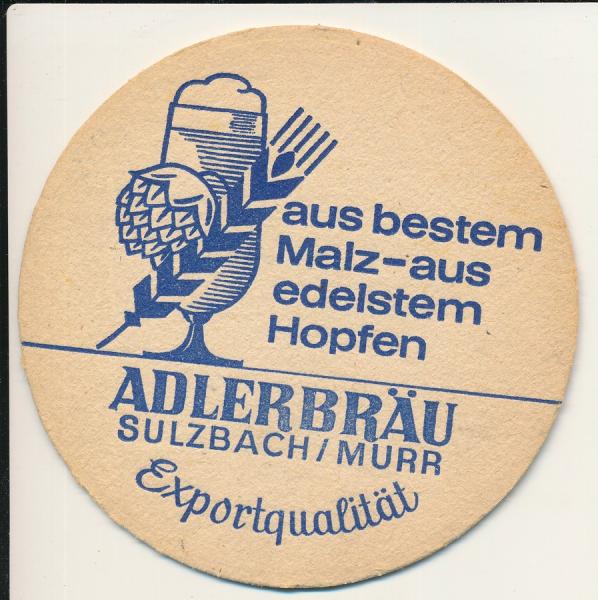 aus bestem
Malz-aus
edelstem
Hopfen
ADLERBRÄU
SULZBACH/MURR
Exportqualität